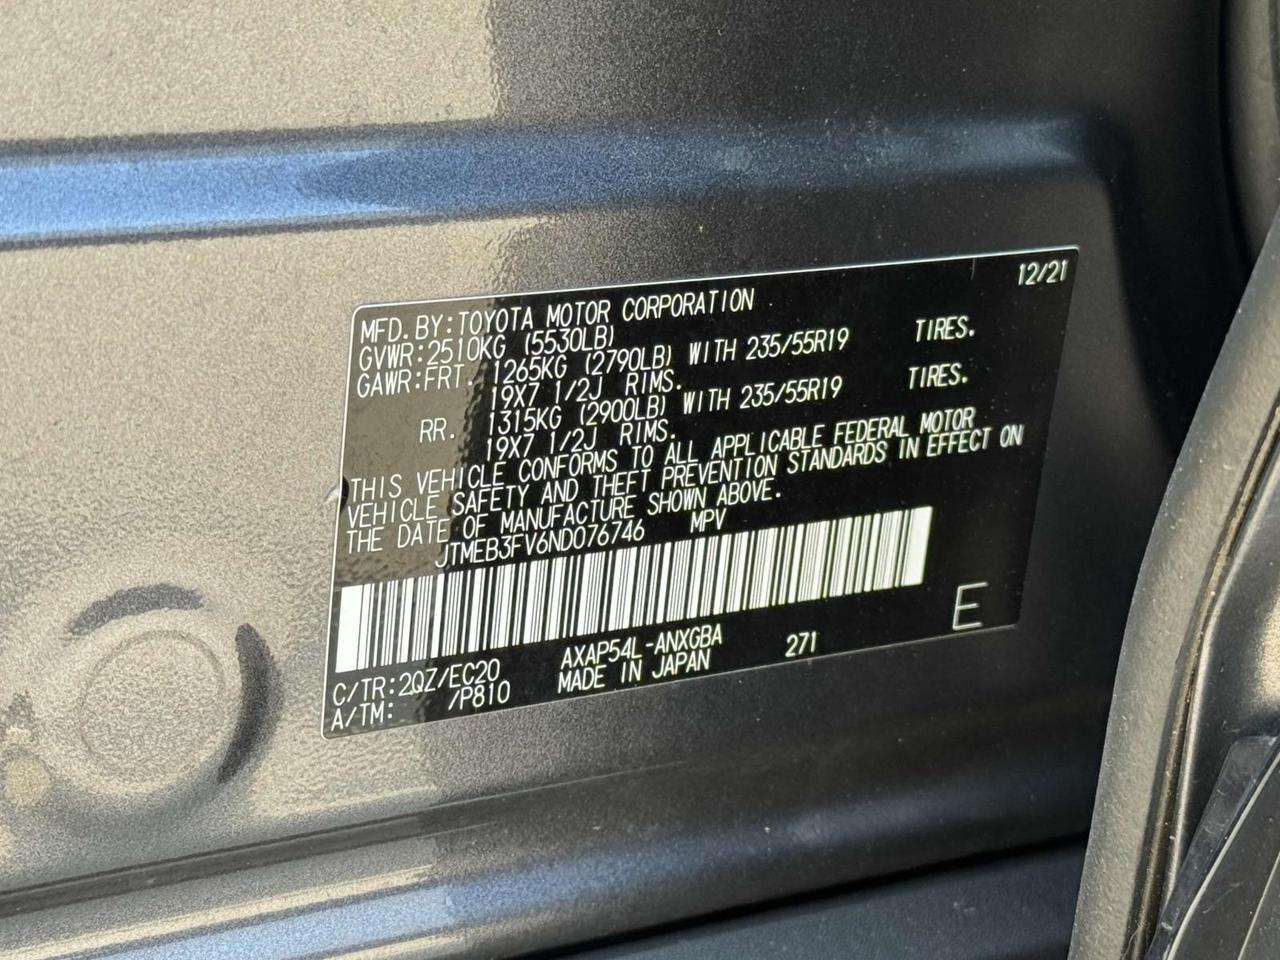 12/21
MFD.BY:TOYOTA MOTOR CORPORATION
GVWR:2510KG (5530LB)
GAWR:FRT. 1265KG (2790LB) WITH 235/55R19 TIRES.
19X7 1/2J RIMS.
RR. 1315KG (2900LB) WITH 235/55R19 TIRES.
19X7 1/2J RIMS.
THIS VEHICLE CONFORMS TO ALL APPLICABLE FEDERAL MOTOR
VEHICLE SAFETY AND THEFT PREVENTION STANDARDS IN EFFECT ON
THE DATE OF MANUFACTURE SHOWN ABOVE.
JTMEB3FV6ND076746 MPV
E
C/TR:2QZ/EC20 AXAP54L-ANXGBA 271
A/TM: /P810 MADE IN JAPAN